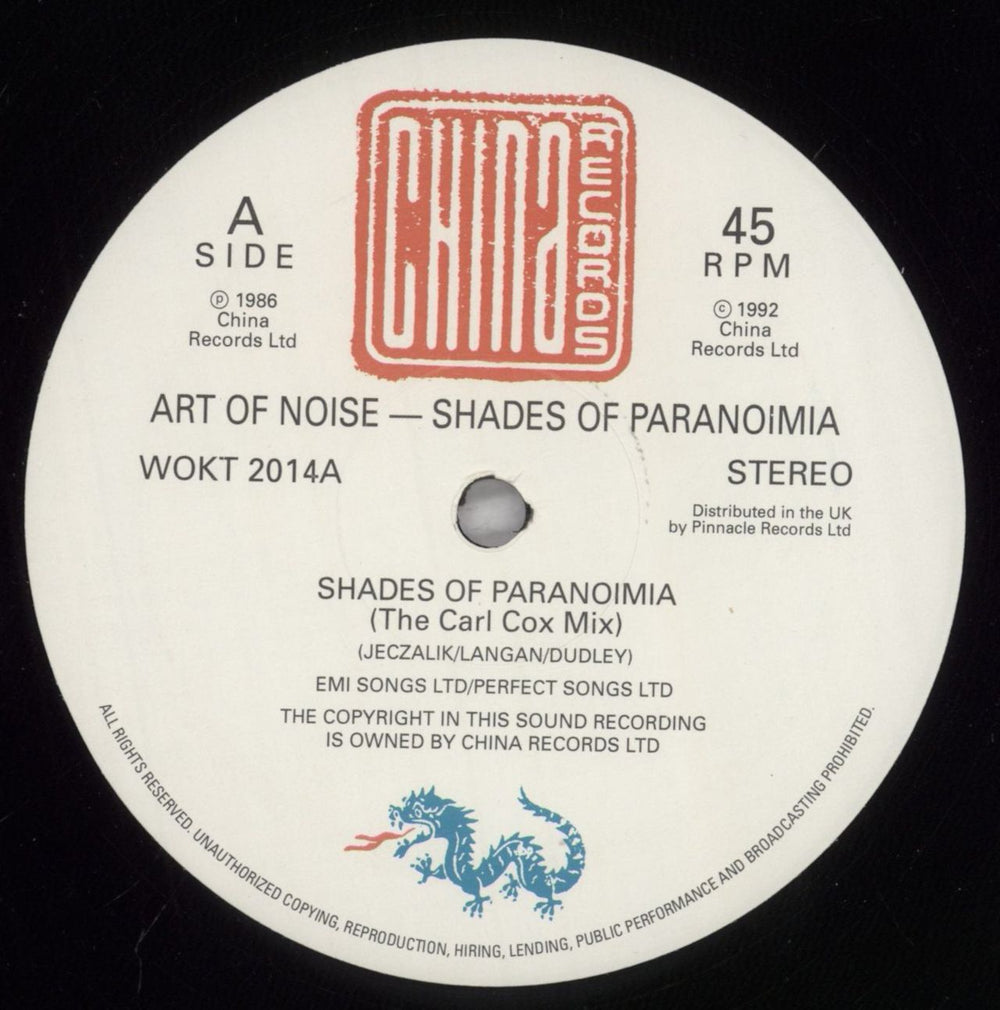 CHINA RECORDS
A
SIDE
℗ 1986
China
Records Ltd
45
RPM
© 1992
China
Records Ltd
ART OF NOISE — SHADES OF PARANOIMIA
WOKT 2014A
STEREO
Distributed in the UK
by Pinnacle Records Ltd
SHADES OF PARANOIMIA
(The Carl Cox Mix)
(JECZALIK/LANGAN/DUDLEY)
EMI SONGS LTD/PERFECT SONGS LTD
THE COPYRIGHT IN THIS SOUND RECORDING
IS OWNED BY CHINA RECORDS LTD
ALL RIGHTS RESERVED. UNAUTHORIZED COPYING, REPRODUCTION, HIRING, LENDING, PUBLIC PERFORMANCE AND BROADCASTING PROHIBITED.